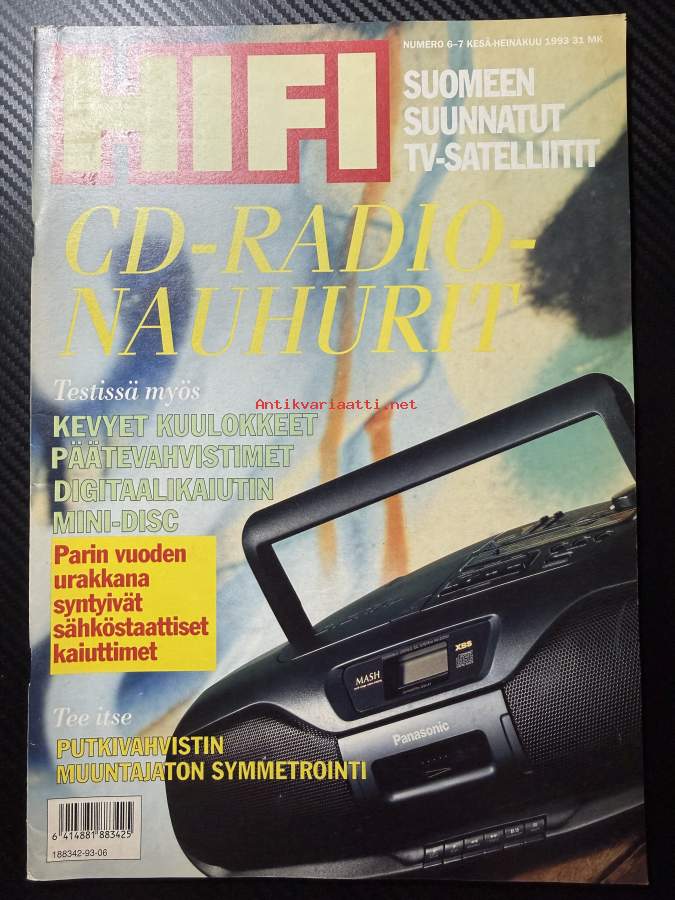 NUMERO 6–7 KESÄ-HEINÄKUU 1993 31 MK
HIFI
SUOMEEN
SUUNNATUT
TV-SATELLIITIT
CD-RADIO-
NAUHURIT
Testissä myös
Antikvariaatti.net
KEVYET KUULOKKEET
PÄÄTEVAHVISTIMET
DIGITAALIKAIUTIN
MINI-DISC
Parin vuoden
urakkana
syntyivät
sähköstaattiset
kaiuttimet
XBS
MASH
Panasonic
Tee itse
PUTKIVAHVISTIN
MUUNTAJATON SYMMETROINTI
6 414881 883425
188342-93-06